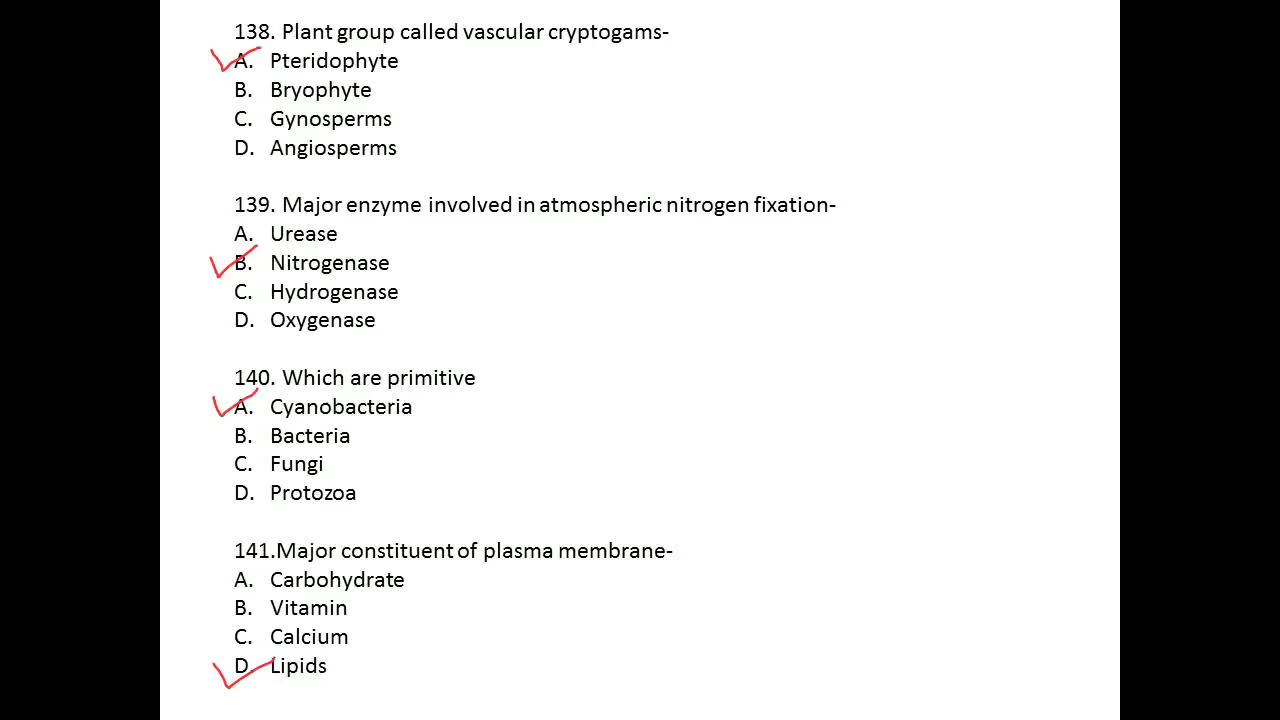 138. Plant group called vascular cryptogams-
A. Pteridophyte
B. Bryophyte
C. Gynosperms
D. Angiosperms
139. Major enzyme involved in atmospheric nitrogen fixation-
A. Urease
B. Nitrogenase
C. Hydrogenase
D. Oxygenase
140. Which are primitive
A. Cyanobacteria
B. Bacteria
C. Fungi
D. Protozoa
141.Major constituent of plasma membrane-
A. Carbohydrate
B. Vitamin
C. Calcium
D. Lipids